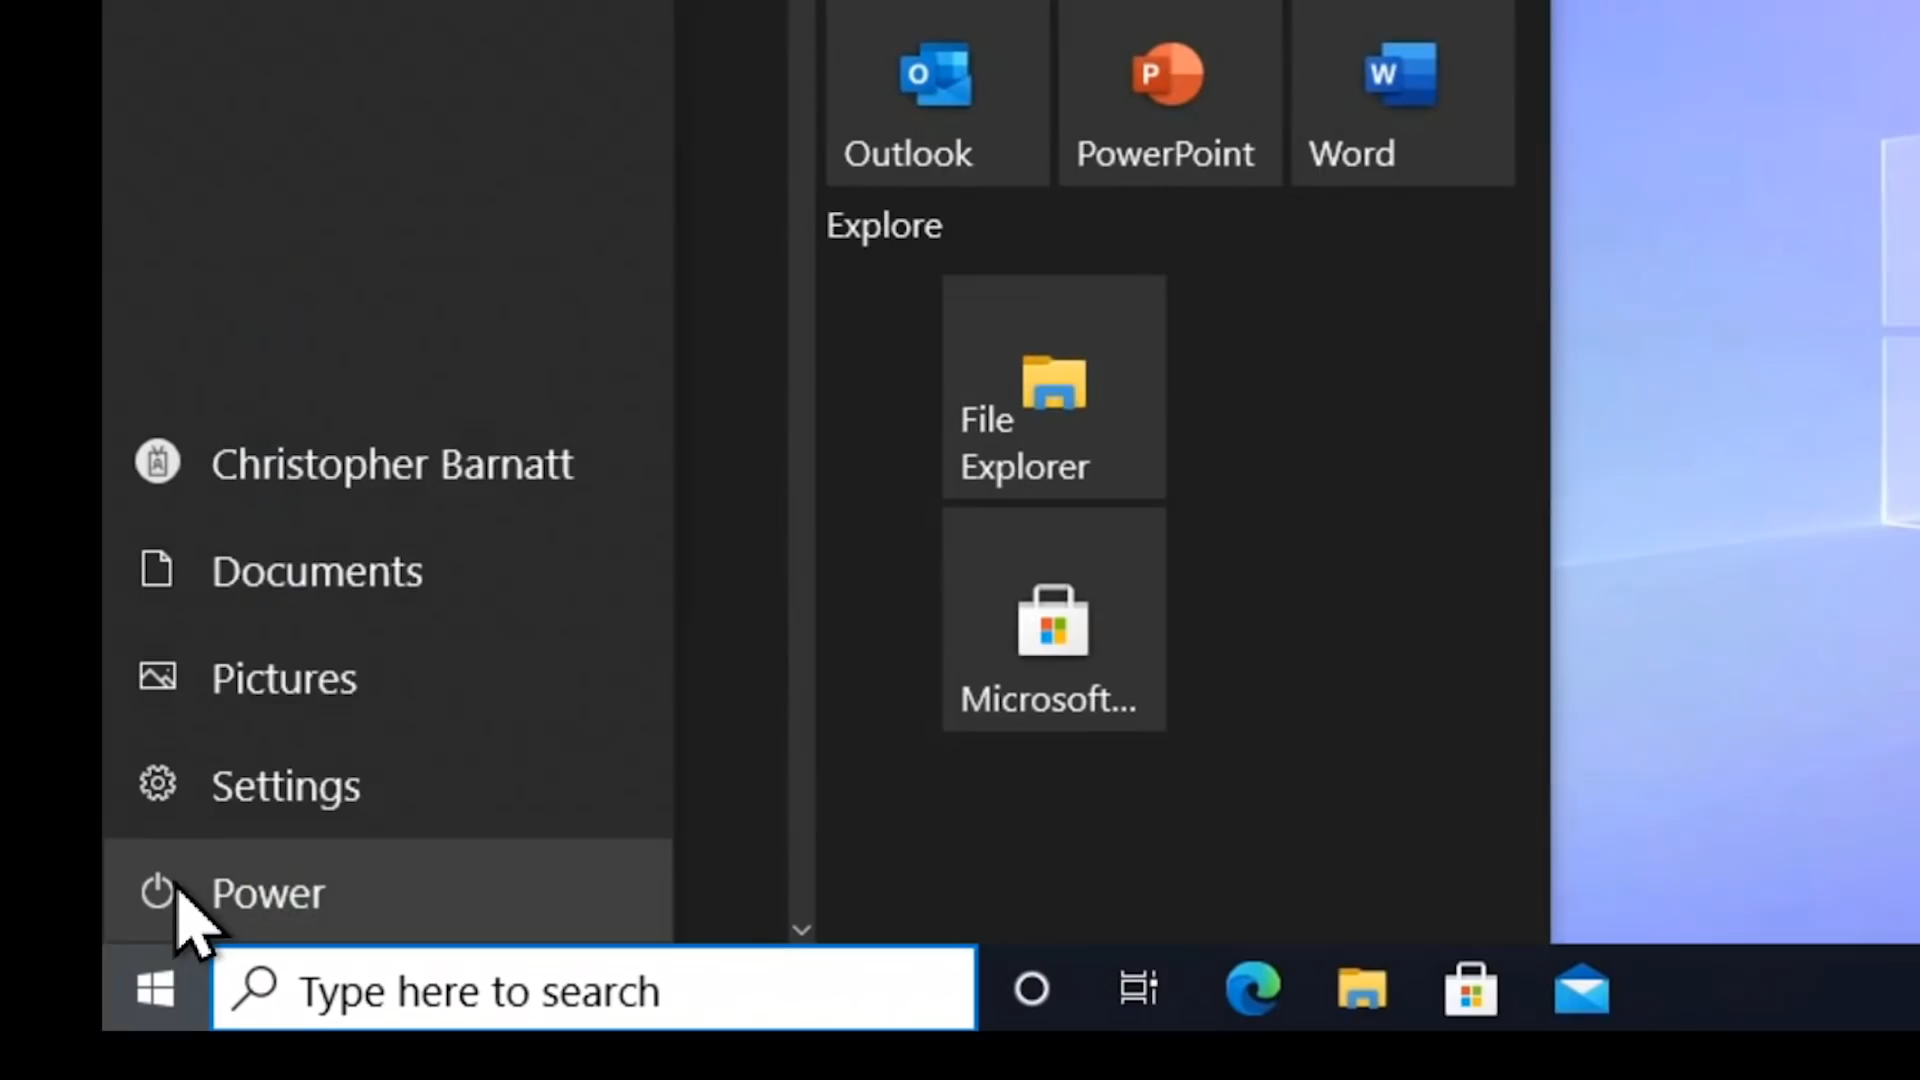 Outlook
PowerPoint
Word
Explore
File
Explorer
Microsoft...
Christopher Barnatt
Documents
Pictures
Settings
Power
Type here to search